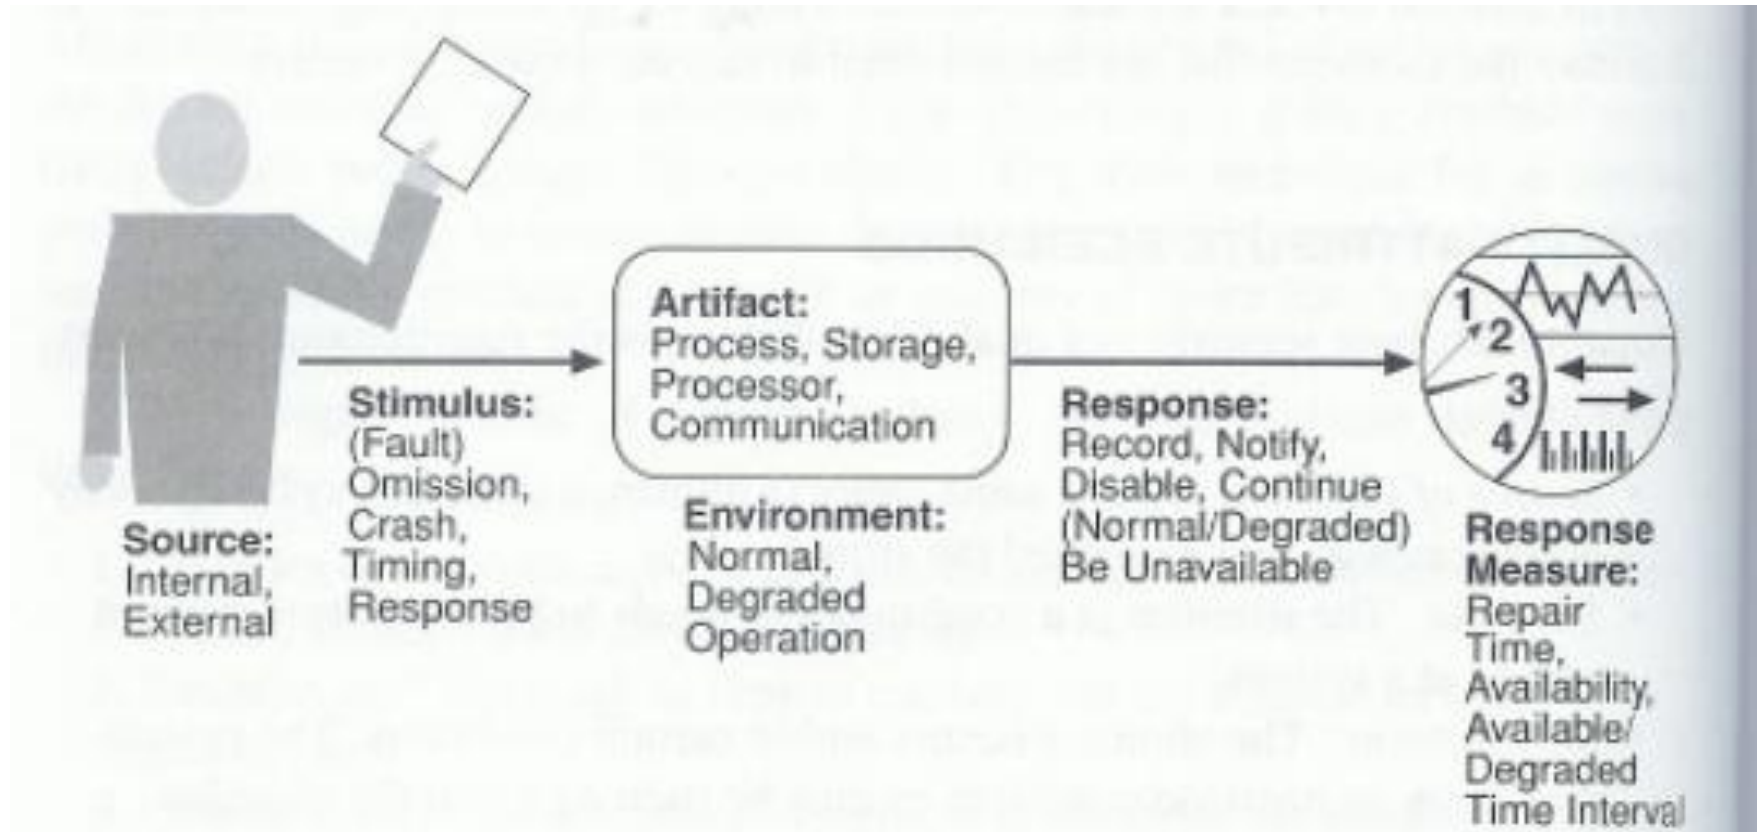 Source:
Internal,
External
Stimulus:
(Fault)
Omission,
Crash,
Timing,
Response
Artifact:
Process, Storage,
Processor,
Communication
Environment:
Normal,
Degraded
Operation
Response:
Record, Notify,
Disable, Continue
(Normal/Degraded)
Be Unavailable
1
2
3
4
Response
Measure:
Repair
Time,
Availability,
Available/
Degraded
Time Interval